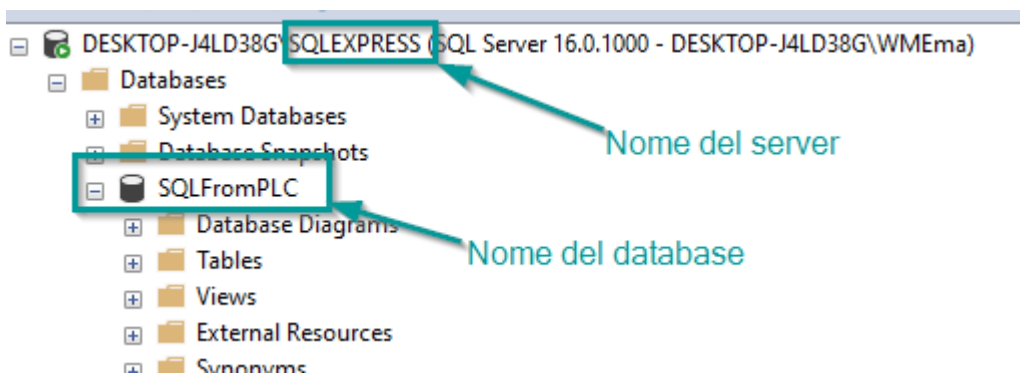 DESKTOP-J4LD38G\SQLEXPRESS (SQL Server 16.0.1000 - DESKTOP-J4LD38G\WMEma)
Databases
System Databases
Nome del server
Database Snapshots
SQLFromPLC
Database Diagrams
Nome del database
Tables
Views
External Resources
Synonyms